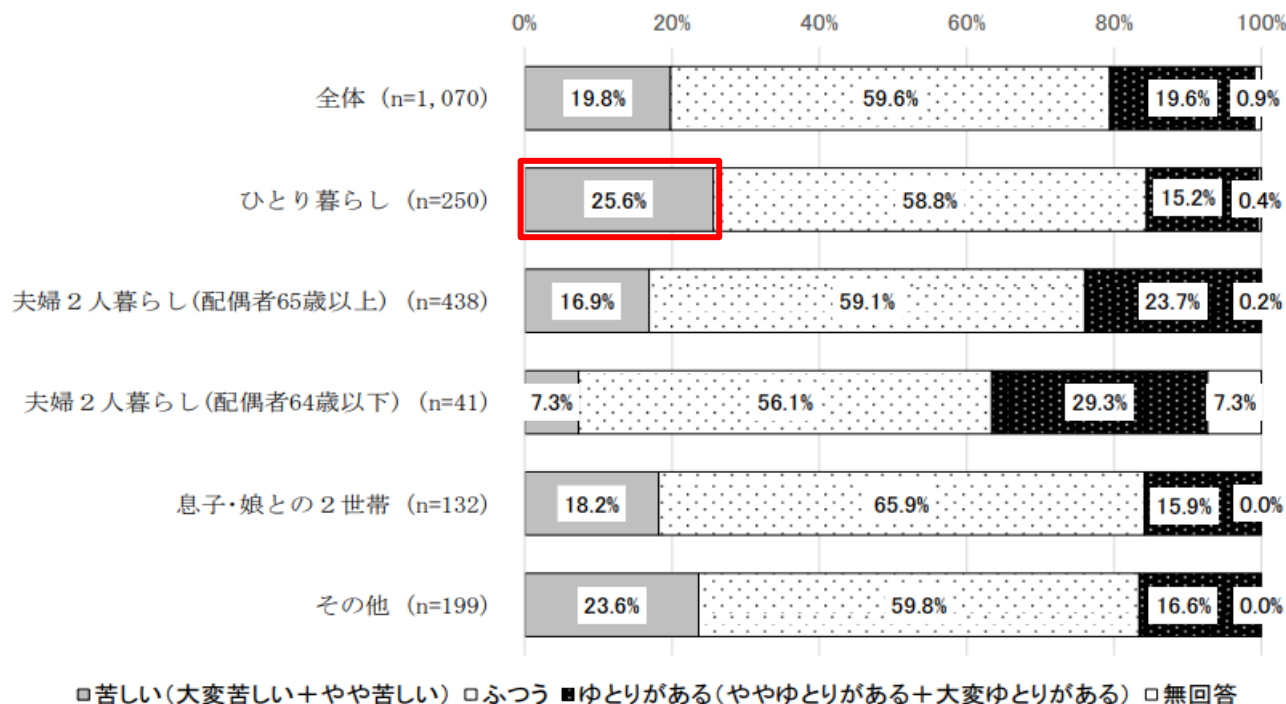 0% 20% 40% 60% 80% 100%
全体 (n=1,070) 19.8% 59.6% 19.6% 0.9%
ひとり暮らし (n=250) 25.6% 58.8% 15.2% 0.4%
夫婦２人暮らし(配偶者65歳以上) (n=438) 16.9% 59.1% 23.7% 0.2%
夫婦２人暮らし(配偶者64歳以下) (n=41) 7.3% 56.1% 29.3% 7.3%
息子・娘との２世帯 (n=132) 18.2% 65.9% 15.9% 0.0%
その他 (n=199) 23.6% 59.8% 16.6% 0.0%
苦しい(大変苦しい＋やや苦しい) ふつう ゆとりがある(ややゆとりがある＋大変ゆとりがある) 無回答